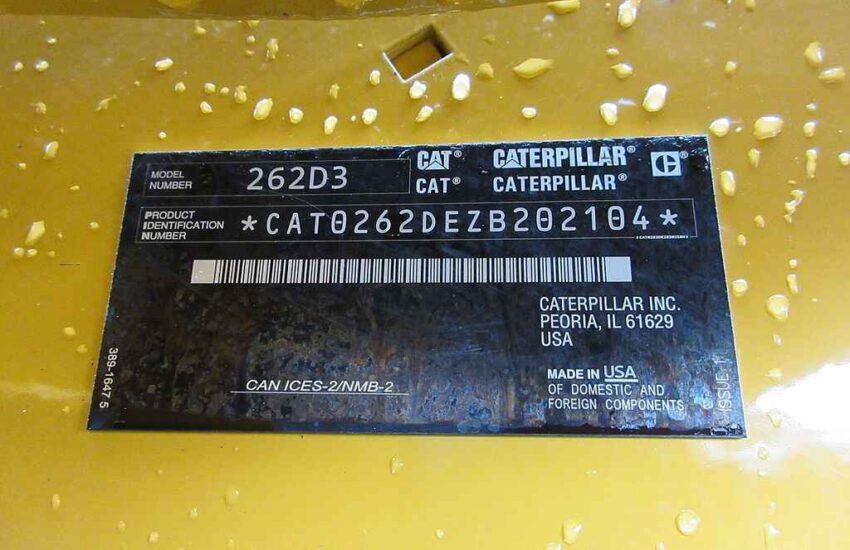 MODEL NUMBER 262D3
CAT® CATERPILLAR® C
CAT® CATERPILLAR®
PRODUCT IDENTIFICATION NUMBER *CAT0262DEZB202104*
CATERPILLAR INC.
PEORIA, IL 61629
USA
CAN ICES-2/NMB-2
MADE IN USA
OF DOMESTIC AND
FOREIGN COMPONENTS
389-1647 5
ISSUE